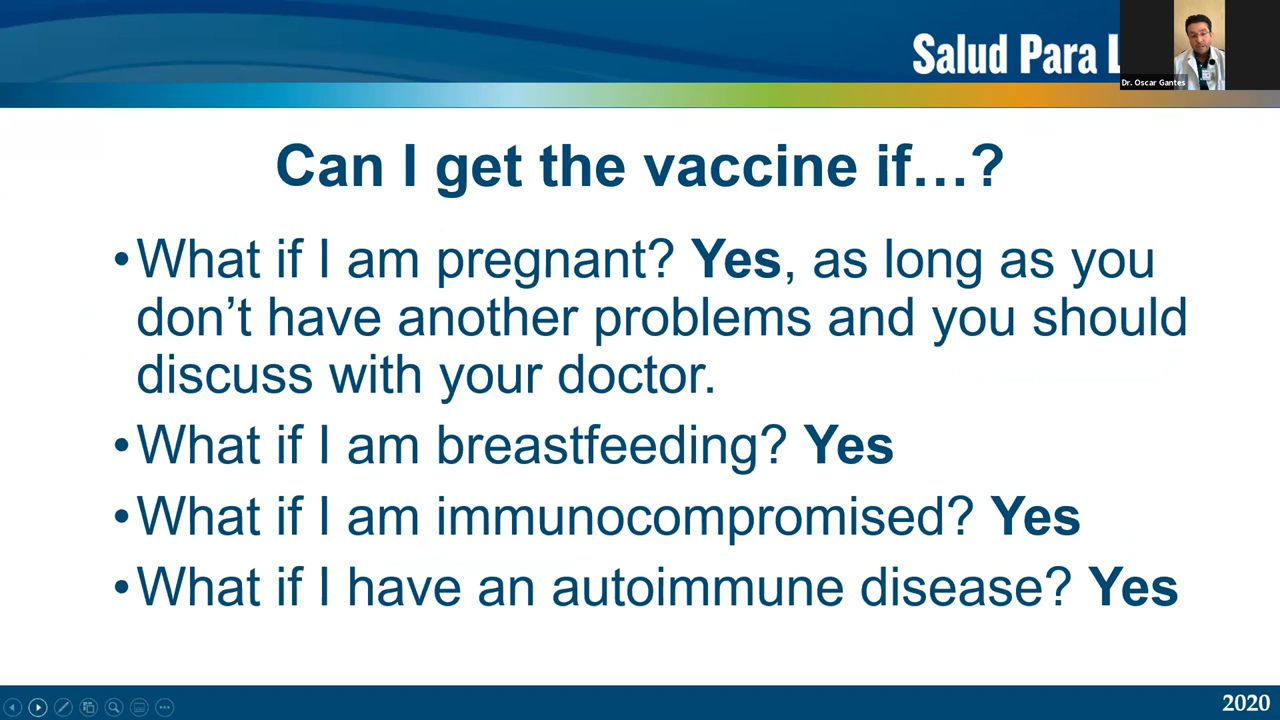 Salud Para L
Dr. Oscar Gantes
Can I get the vaccine if…?
•What if I am pregnant? Yes, as long as you
don’t have another problems and you should
discuss with your doctor.
•What if I am breastfeeding? Yes
•What if I am immunocompromised? Yes
•What if I have an autoimmune disease? Yes
2020